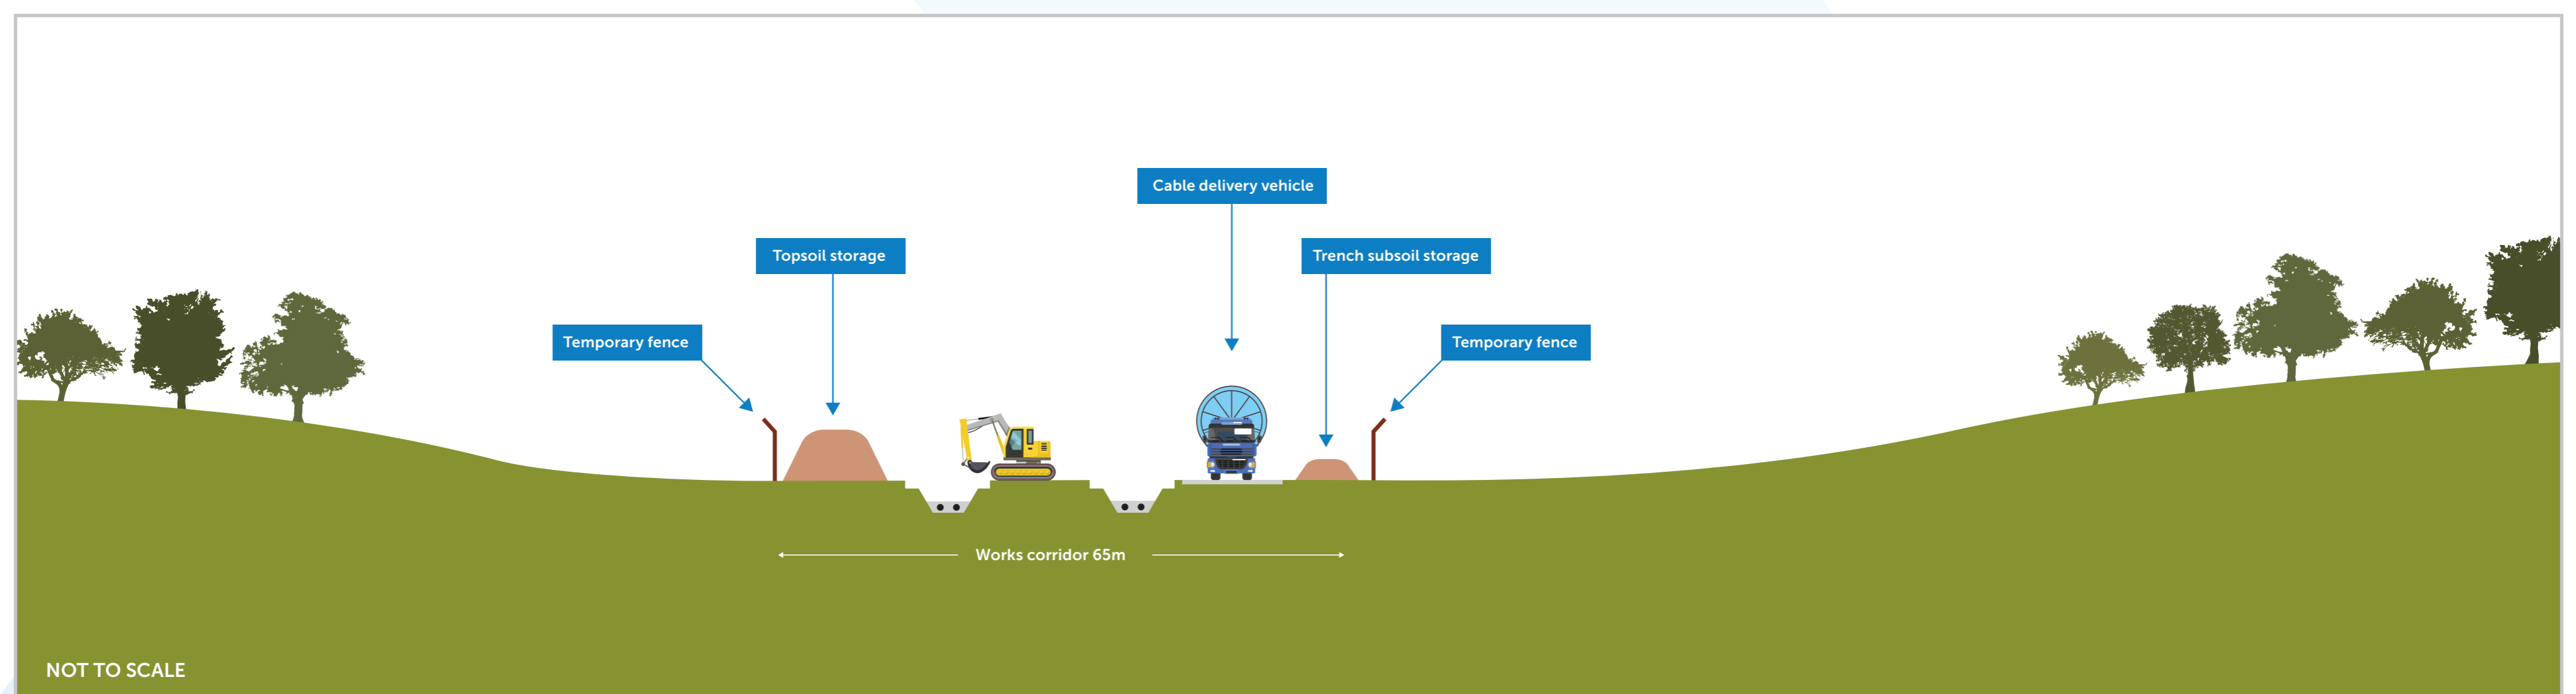 Cable delivery vehicle
Topsoil storage
Trench subsoil storage
Temporary fence
Temporary fence
Works corridor 65m
NOT TO SCALE